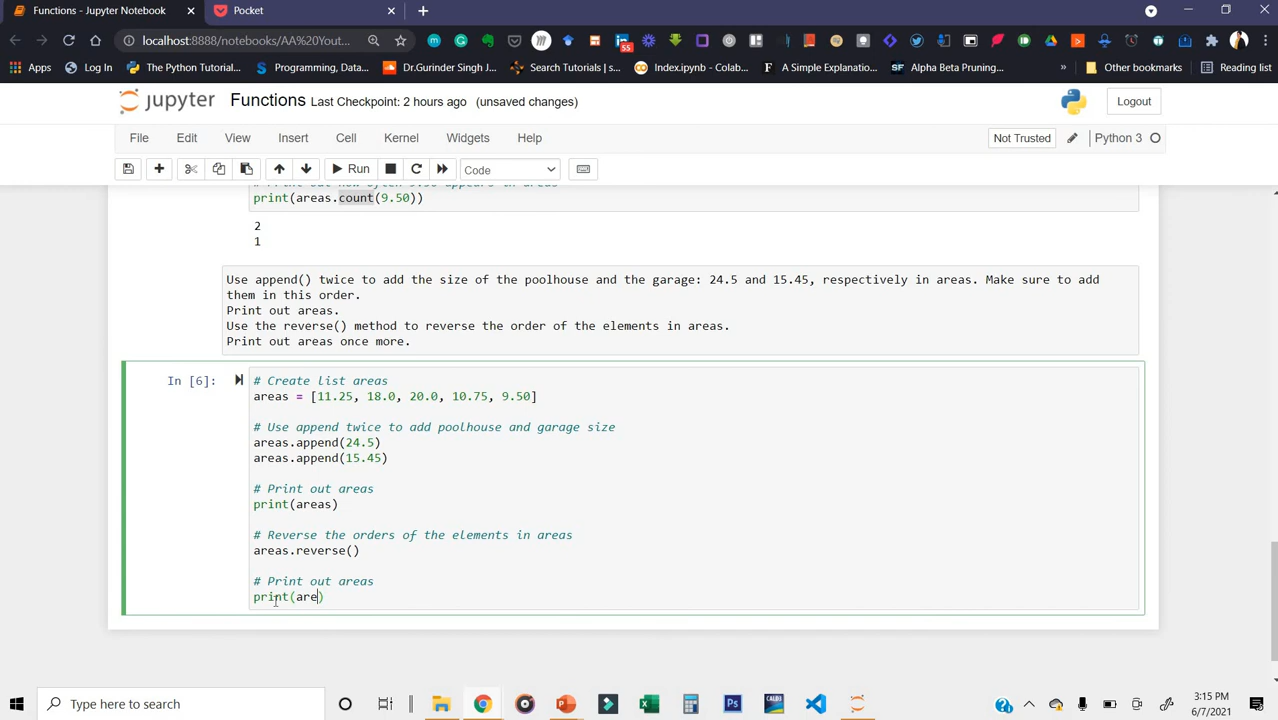 Functions - Jupyter Notebook
Pocket
localhost:8888/notebooks/AA%20Yout...
55
Apps
Log In
The Python Tutorial
Programming, Data...
Dr.Gurinder Singh J...
Search Tutorials | s...
Index.ipynb - Colab...
A Simple Explanatio...
Alpha Beta Pruning...
Other bookmarks
Reading list
jupyter
Functions Last Checkpoint: 2 hours ago (unsaved changes)
Logout
File Edit View Insert Cell Kernel Widgets Help
Not Trusted
Python 3
Run
Code
print(areas.count(9.50))
2
1
Use append() twice to add the size of the poolhouse and the garage: 24.5 and 15.45, respectively in areas. Make sure to add
them in this order.
Print out areas.
Use the reverse() method to reverse the order of the elements in areas.
Print out areas once more.
In [6]:
# Create list areas
areas = [11.25, 18.0, 20.0, 10.75, 9.50]
# Use append twice to add poolhouse and garage size
areas.append(24.5)
areas.append(15.45)
# Print out areas
print(areas)
# Reverse the orders of the elements in areas
areas.reverse()
# Print out areas
print(are)
Type here to search
3:15 PM
6/7/2021